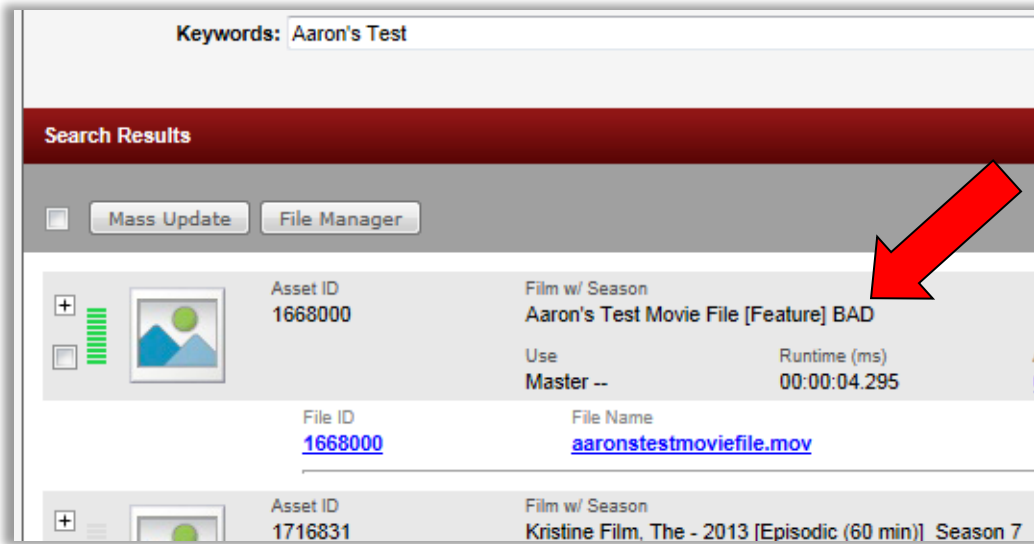 Keywords: Aaron's Test
Search Results
Mass Update File Manager
Asset ID Film w/ Season
1668000 Aaron's Test Movie File [Feature] BAD
Use Runtime (ms)
Master -- 00:00:04.295
File ID File Name
1668000 aaronstestmoviefile.mov
Asset ID Film w/ Season
1716831 Kristine Film, The - 2013 [Episodic (60 min)] Season 7